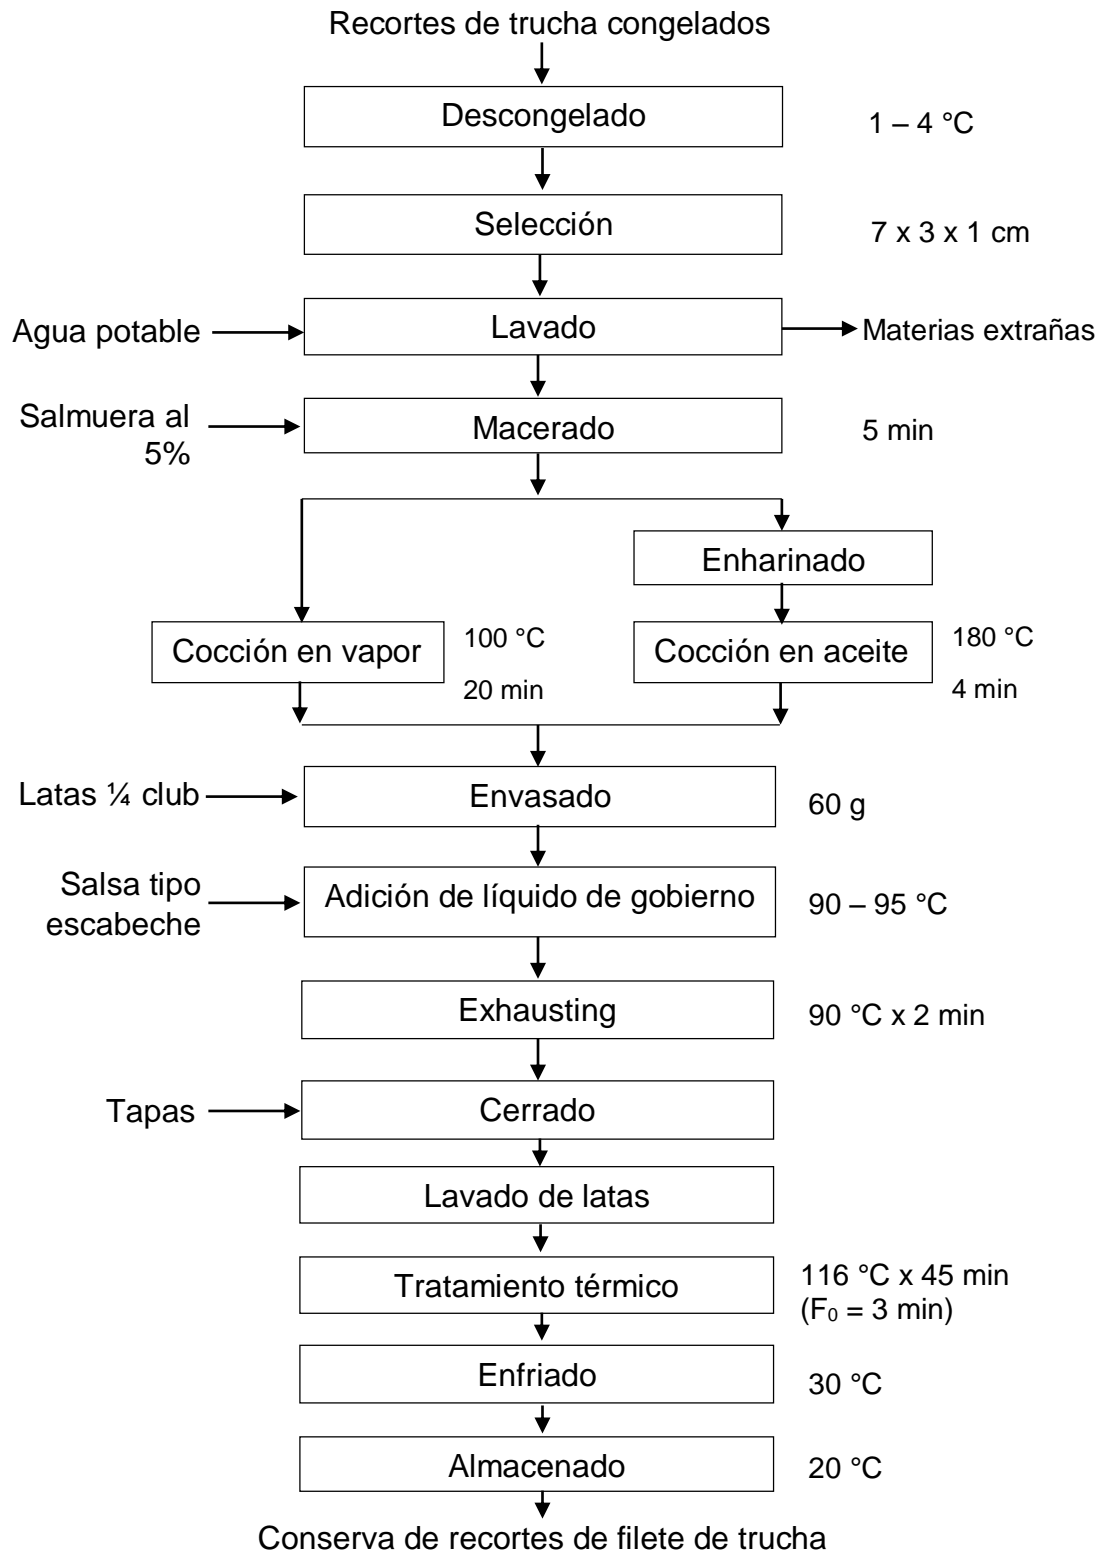 Recortes de trucha congelados
Descongelado
1 – 4 °C
Selección
7 x 3 x 1 cm
Agua potable
Lavado
Materias extrañas
Salmuera al
5%
Macerado
5 min
Enharinado
Cocción en vapor
100 °C
20 min
Cocción en aceite
180 °C
4 min
Latas ¼ club
Envasado
60 g
Salsa tipo
escabeche
Adición de líquido de gobierno
90 – 95 °C
Exhausting
90 °C x 2 min
Tapas
Cerrado
Lavado de latas
Tratamiento térmico
116 °C x 45 min
(F₀ = 3 min)
Enfriado
30 °C
Almacenado
20 °C
Conserva de recortes de filete de trucha